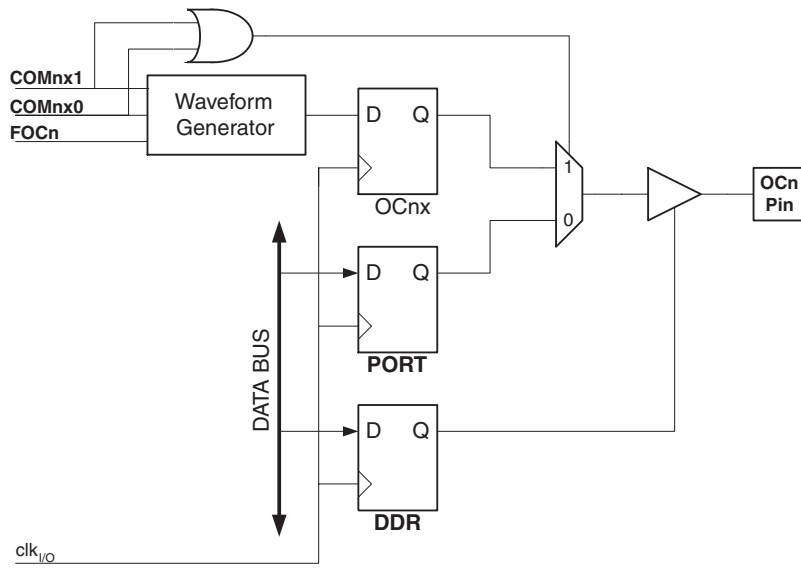 COMnx1
COMnx0
FOCn
Waveform
Generator
D Q
OCnx
1
0
OCn
Pin
DATA BUS
D Q
PORT
D Q
DDR
clkI/O